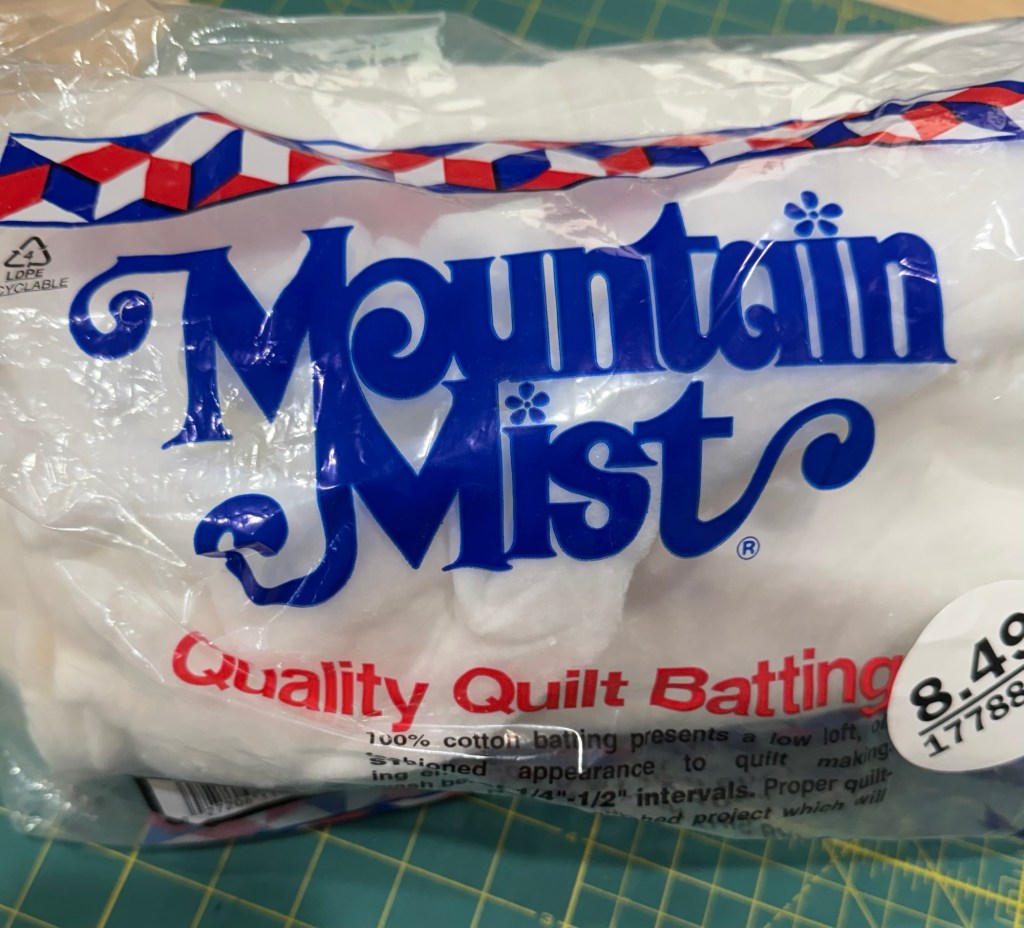 4
LDPE
CYCLABLE
Mountain
Mist®
Quality Quilt Batting
8.49
17788
100% cotton batting presents a low loft,
appearance to quilt making.
1/4"-1/2" intervals. Proper quilt-
project which will